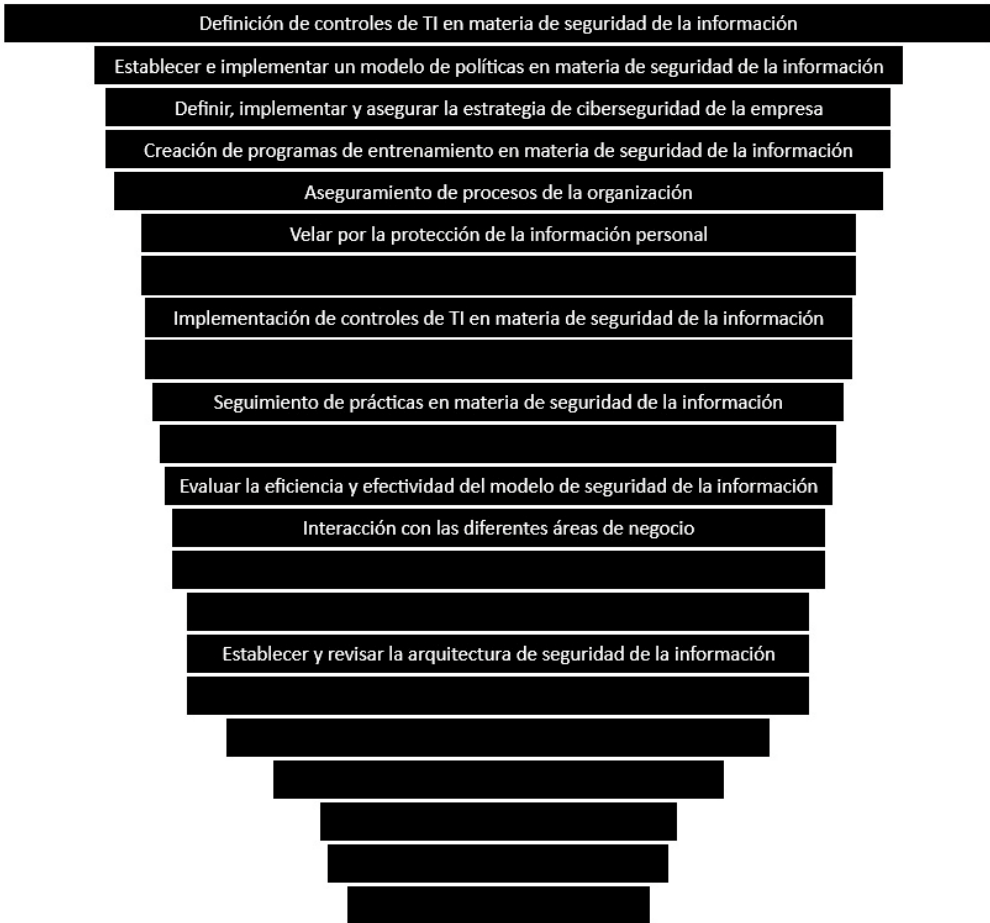 Definición de controles de TI en materia de seguridad de la información
Establecer e implementar un modelo de políticas en materia de seguridad de la información
Definir, implementar y asegurar la estrategia de ciberseguridad de la empresa
Creación de programas de entrenamiento en materia de seguridad de la información
Aseguramiento de procesos de la organización
Velar por la protección de la información personal
Implementación de controles de TI en materia de seguridad de la información
Seguimiento de prácticas en materia de seguridad de la información
Evaluar la eficiencia y efectividad del modelo de seguridad de la información
Interacción con las diferentes áreas de negocio
Establecer y revisar la arquitectura de seguridad de la información